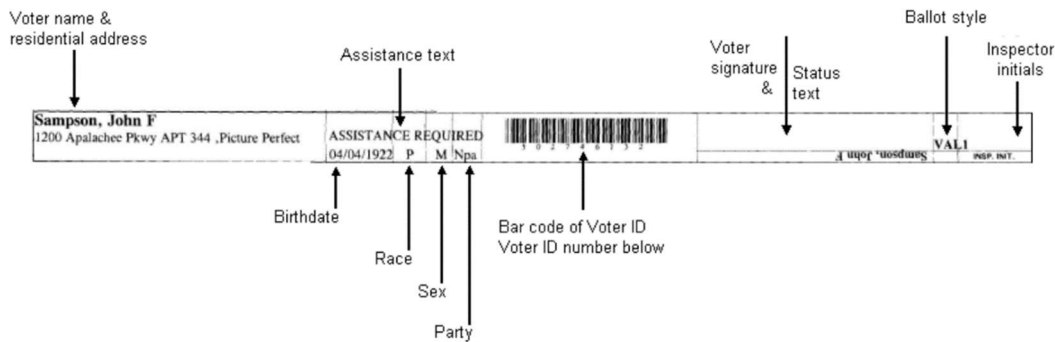 Voter name &
residential address
Assistance text
Voter
signature
&
Status
text
Ballot style
Inspector
initials
Sampson, John F
1200 Apalachee Pkwy APT 344 ,Picture Perfect
ASSISTANCE REQUIRED
04/04/1922 P M Npa
502746132
Sampson, John F
VAL1
INSP. INIT.
Birthdate
Race
Sex
Party
Bar code of Voter ID
Voter ID number below